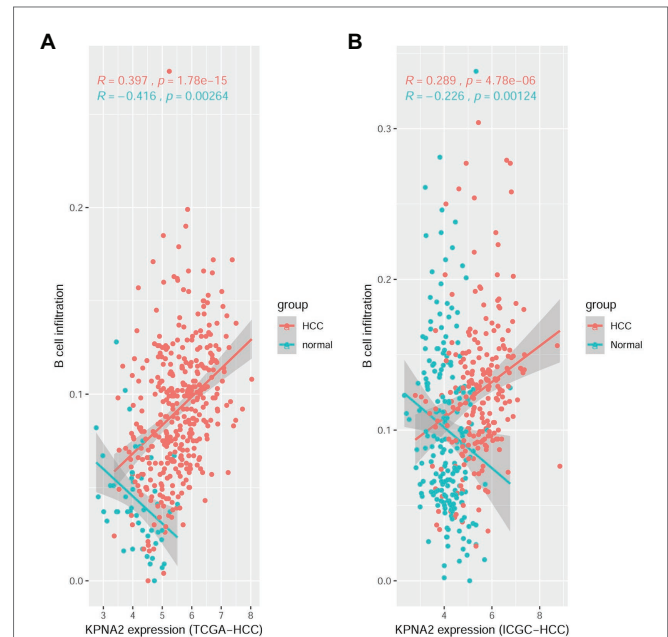 A
R = 0.397 , p = 1.78e−15
R = −0.416 , p = 0.00264
0.2
0.1
0.0
B cell infiltration
3 4 5 6 7 8
KPNA2 expression (TCGA−HCC)
group
HCC
normal
B
R = 0.289 , p = 4.78e−06
R = −0.226 , p = 0.00124
0.3
0.2
0.1
0.0
B cell infiltration
4 6 8
KPNA2 expression (ICGC−HCC)
group
HCC
Normal